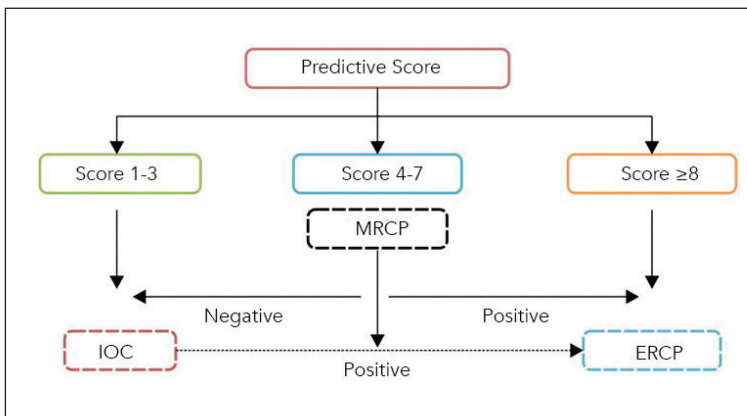 Predictive Score
Score 1-3
Score 4-7
Score ≥8
MRCP
Negative
Positive
IOC
Positive
ERCP